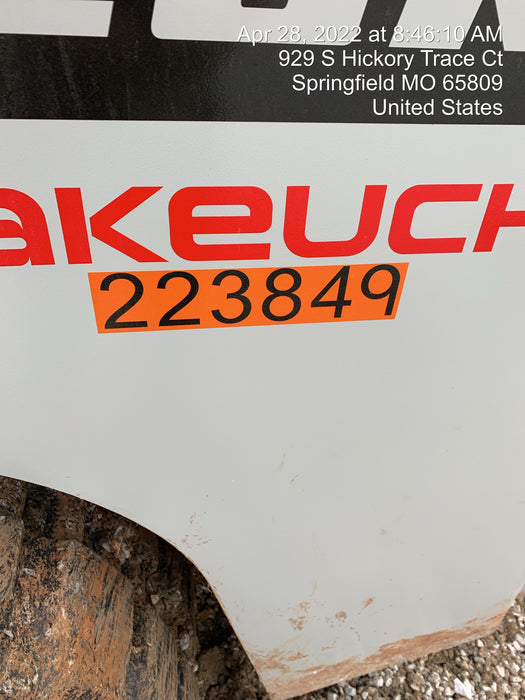 Apr 28, 2022 at 8:46:10 AM
929 S Hickory Trace Ct
Springfield MO 65809
United States
akeuch
223849